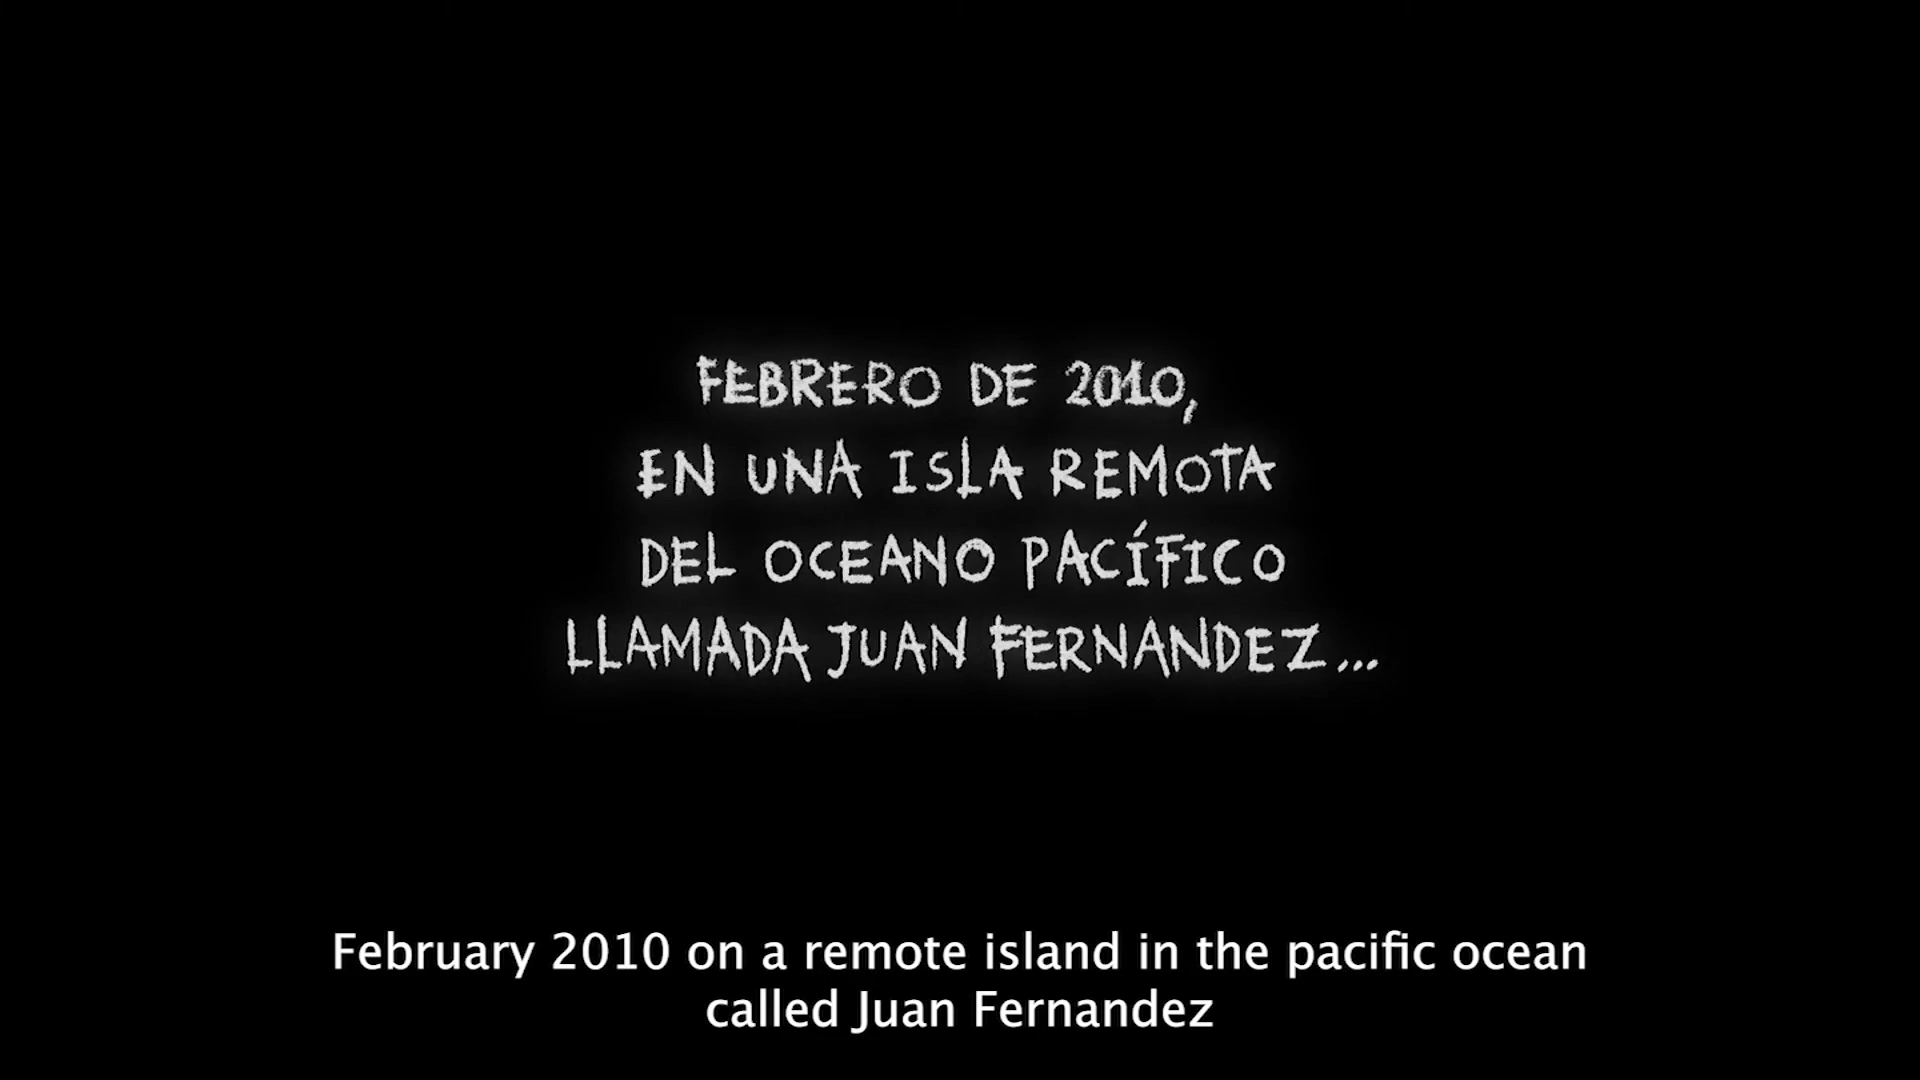 FEBRERO DE 2010,
EN UNA ISLA REMOTA
DEL OCEANO PACÍFICO
LLAMADA JUAN FERNANDEZ...
February 2010 on a remote island in the pacific ocean
called Juan Fernandez